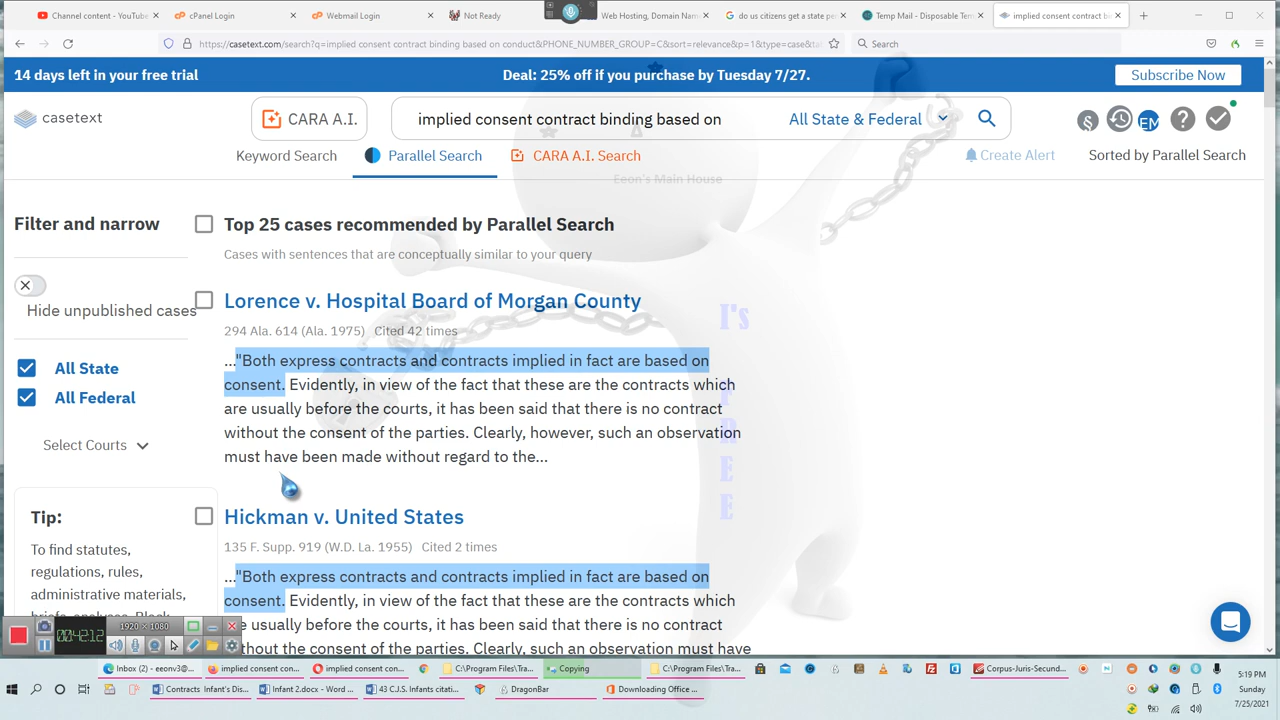 Channel content - YouTube
cPanel Login
Webmail Login
Not Ready
Web Hosting, Domain Nam
do us citizens get a state pe
Temp Mail - Disposable Tem
implied consent contract bi
https://casetext.com/search?q=implied consent contract binding based on conduct&PHONE_NUMBER_GROUP=C&sort=relevance&p=1&type=case&ta
Search
14 days left in your free trial
Deal: 25% off if you purchase by Tuesday 7/27.
Subscribe Now
casetext
CARA A.I.
implied consent contract binding based on
All State & Federal
EM
Keyword Search
Parallel Search
CARA A.I. Search
Create Alert
Sorted by Parallel Search
Eeon's Main House
Filter and narrow
Top 25 cases recommended by Parallel Search
Cases with sentences that are conceptually similar to your query
Hide unpublished cases
Lorence v. Hospital Board of Morgan County
I's
294 Ala. 614 (Ala. 1975) Cited 42 times
All State
All Federal
Select Courts
..."Both express contracts and contracts implied in fact are based on
consent. Evidently, in view of the fact that these are the contracts which
are usually before the courts, it has been said that there is no contract
without the consent of the parties. Clearly, however, such an observation
must have been made without regard to the...
F
R
E
E
Tip:
To find statutes,
regulations, rules,
administrative materials,
Hickman v. United States
135 F. Supp. 919 (W.D. La. 1955) Cited 2 times
..."Both express contracts and contracts implied in fact are based on
consent. Evidently, in view of the fact that these are the contracts which
are usually before the courts, it has been said that there is no contract
without the consent of the parties. Clearly, however, such an observation
must have
1920 × 1080
Inbox (2) - eeonv3@...
implied consent con...
implied consent con...
C:\Program Files\Tra...
Copying
C:\Program Files\Tra...
Corpus-Juris-Secund...
Contracts Infant's Dis...
Infant 2.docx - Word ...
43 C.J.S. Infants citati...
DragonBar
Downloading Office ...
5:19 PM
Sunday
7/25/2021